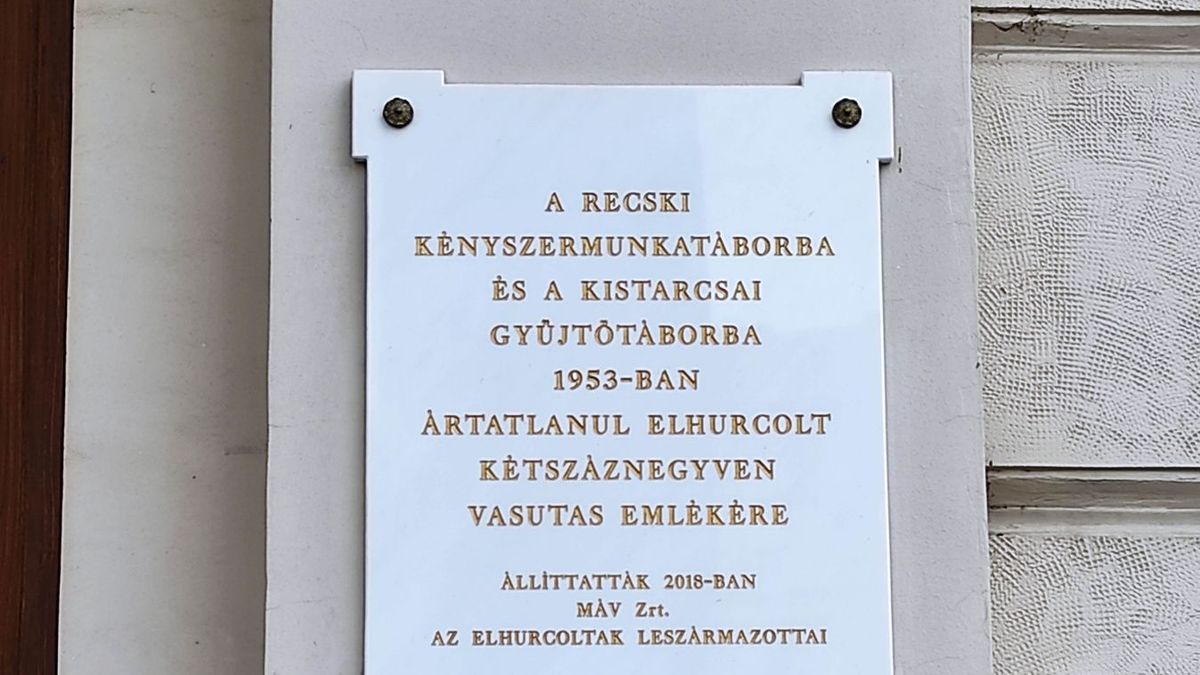 A RECSKI
KÉNYSZERMUNKATÁBORBA
ÉS A KISTARCSAI
GYŰJTŐTÁBORBA
1953-BAN
ÁRTATLANUL ELHURCOLT
KÉTSZÁZNEGYVEN
VASUTAS EMLÉKÉRE
ÁLLÍTTATTÁK 2018-BAN
MÁV Zrt.
AZ ELHURCOLTAK LESZÁRMAZOTTAI